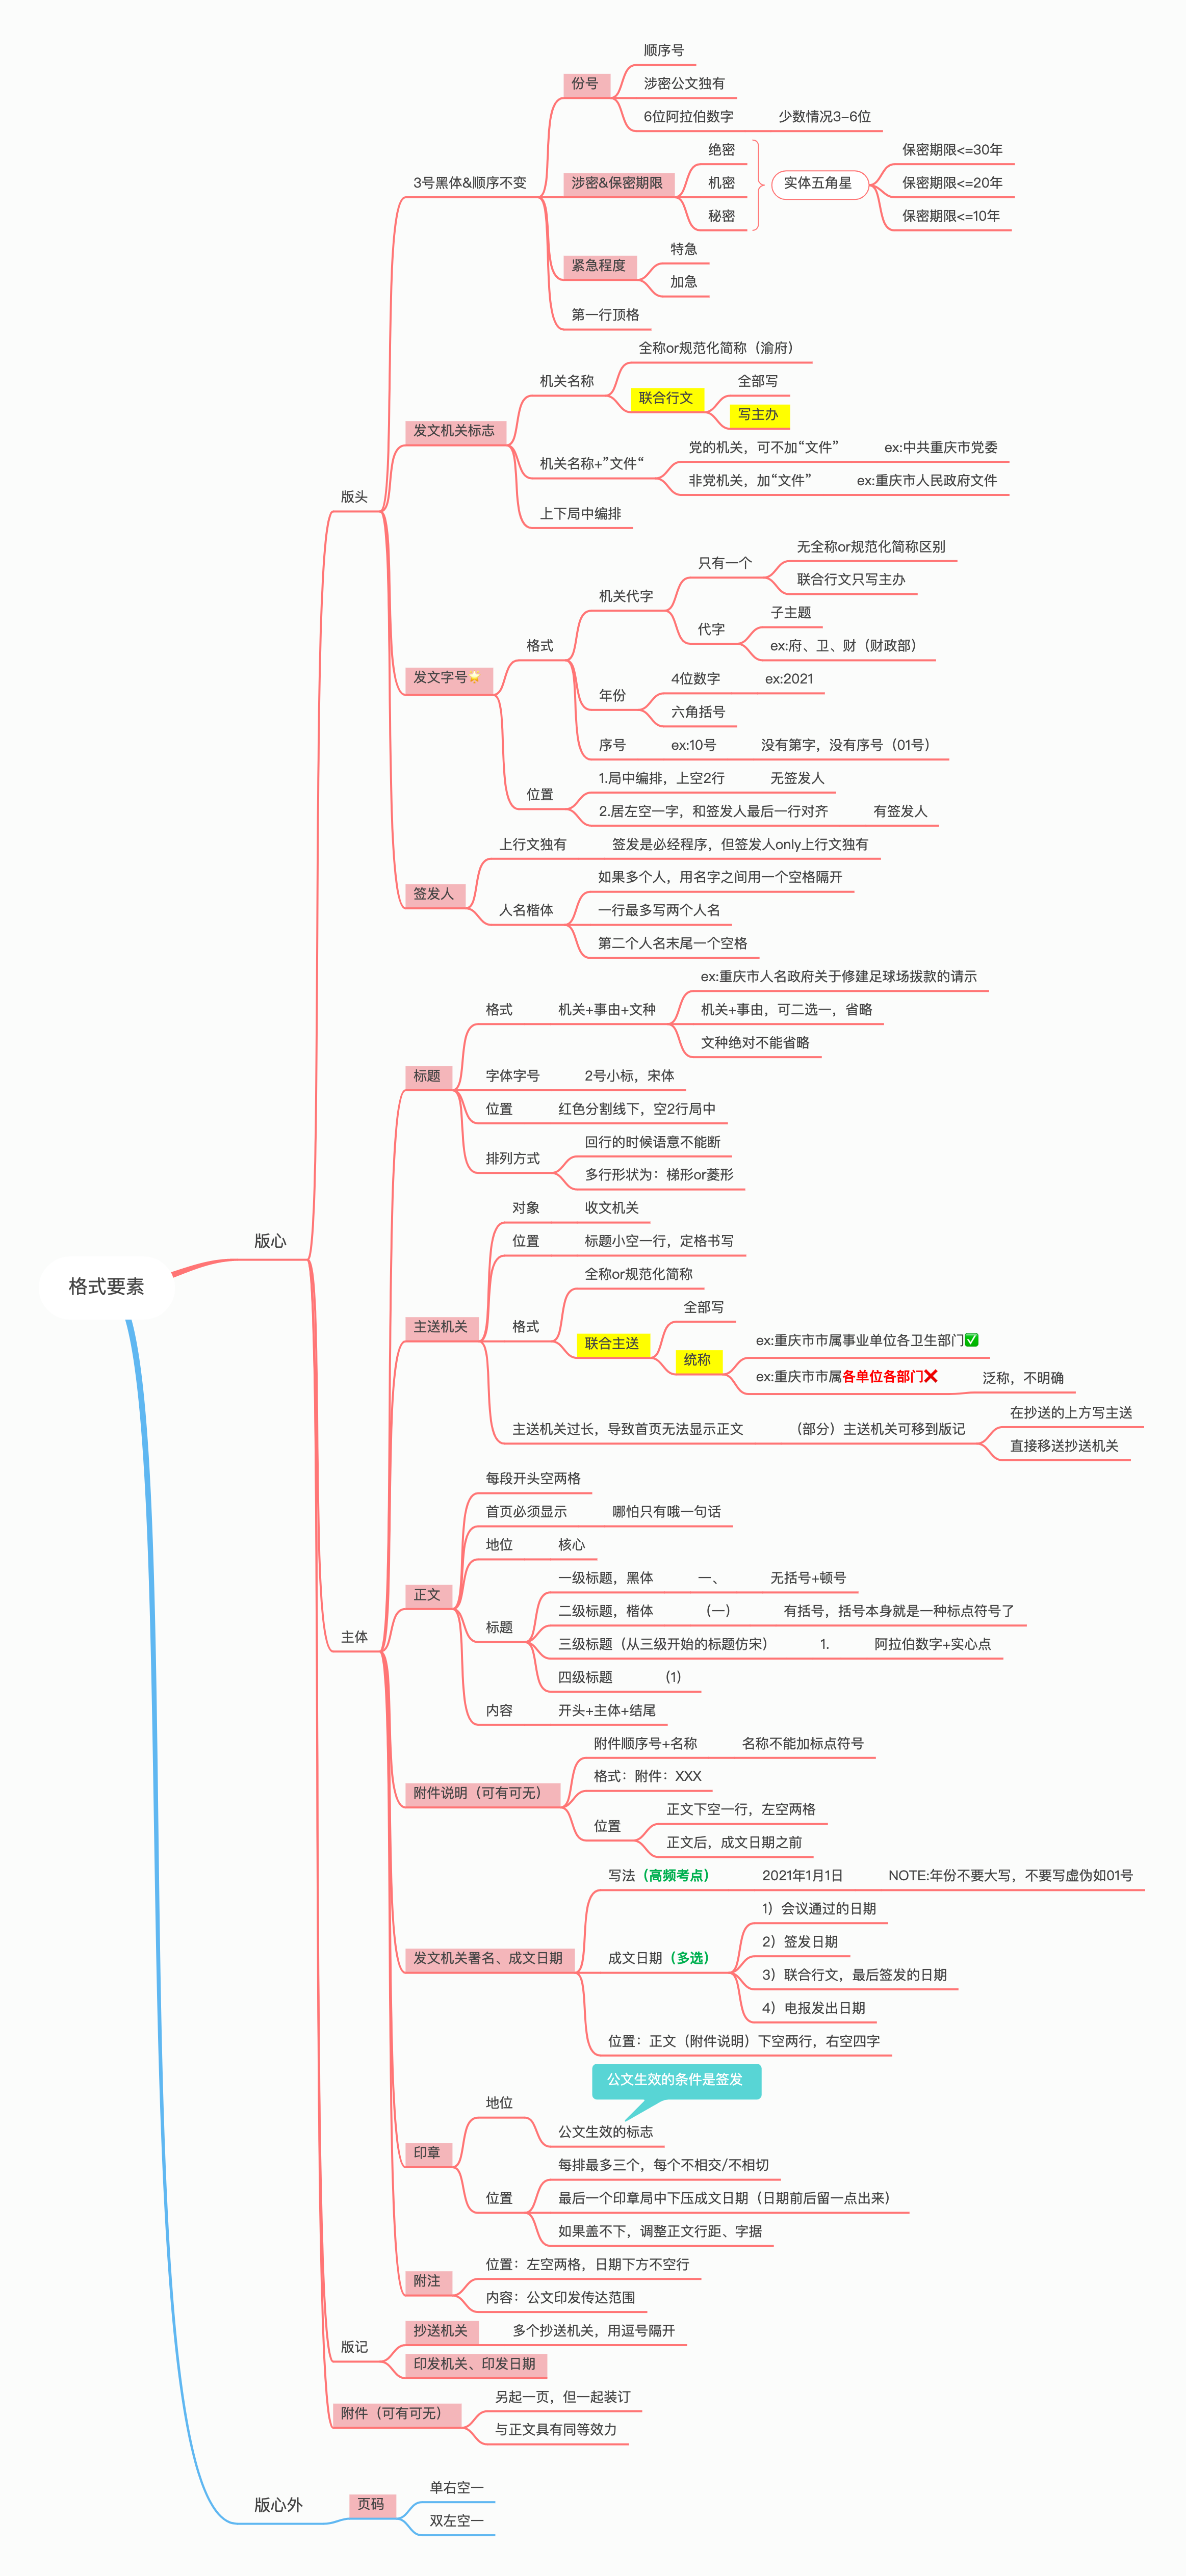 格式要素
版心
版头
3号黑体&顺序不变
份号
顺序号
涉密公文独有
6位阿拉伯数字
少数情况3-6位
涉密&保密期限
绝密
机密
秘密
实体五角星
保密期限<=30年
保密期限<=20年
保密期限<=10年
紧急程度
特急
加急
第一行顶格
发文机关标志
机关名称
全称or规范化简称（渝府）
联合行文
全部写
写主办
机关名称+”文件“
党的机关，可不加“文件”
ex:中共重庆市党委
非党机关，加“文件”
ex:重庆市人民政府文件
上下局中编排
发文字号🌟
格式
机关代字
只有一个
无全称or规范化简称区别
联合行文只写主办
代字
子主题
ex:府、卫、财（财政部）
年份
4位数字
ex:2021
六角括号
序号
ex:10号
没有第字，没有序号（01号）
位置
1.局中编排，上空2行
无签发人
2.居左空一字，和签发人最后一行对齐
有签发人
签发人
上行文独有
签发是必经程序，但签发人only上行文独有
人名楷体
如果多个人，用名字之间用一个空格隔开
一行最多写两个人名
第二个人名末尾一个空格
主体
标题
格式
机关+事由+文种
ex:重庆市人名政府关于修建足球场拨款的请示
机关+事由，可二选一，省略
文种绝对不能省略
字体字号
2号小标，宋体
位置
红色分割线下，空2行局中
排列方式
回行的时候语意不能断
多行形状为：梯形or菱形
主送机关
对象
收文机关
位置
标题小空一行，定格书写
格式
全称or规范化简称
联合主送
全部写
统称
ex:重庆市市属事业单位各卫生部门✅
ex:重庆市市属各单位各部门❌
泛称，不明确
主送机关过长，导致首页无法显示正文
（部分）主送机关可移到版记
在抄送的上方写主送
直接移送抄送机关
正文
每段开头空两格
首页必须显示
哪怕只有哦一句话
地位
核心
标题
一级标题，黑体
一、
无括号+顿号
二级标题，楷体
（一）
有括号，括号本身就是一种标点符号了
三级标题（从三级开始的标题仿宋）
1.
阿拉伯数字+实心点
四级标题
（1）
内容
开头+主体+结尾
附件说明（可有可无）
附件顺序号+名称
名称不能加标点符号
格式：附件：XXX
位置
正文下空一行，左空两格
正文后，成文日期之前
发文机关署名、成文日期
写法（高频考点）
2021年1月1日
NOTE:年份不要大写，不要写虚伪如01号
成文日期（多选）
1）会议通过的日期
2）签发日期
3）联合行文，最后签发的日期
4）电报发出日期
位置：正文（附件说明）下空两行，右空四字
印章
地位
公文生效的条件是签发
公文生效的标志
位置
每排最多三个，每个不相交/不相切
最后一个印章局中下压成文日期（日期前后留一点出来）
如果盖不下，调整正文行距、字据
附注
位置：左空两格，日期下方不空行
内容：公文印发传达范围
版记
抄送机关
多个抄送机关，用逗号隔开
印发机关、印发日期
附件（可有可无）
另起一页，但一起装订
与正文具有同等效力
版心外
页码
单右空一
双左空一